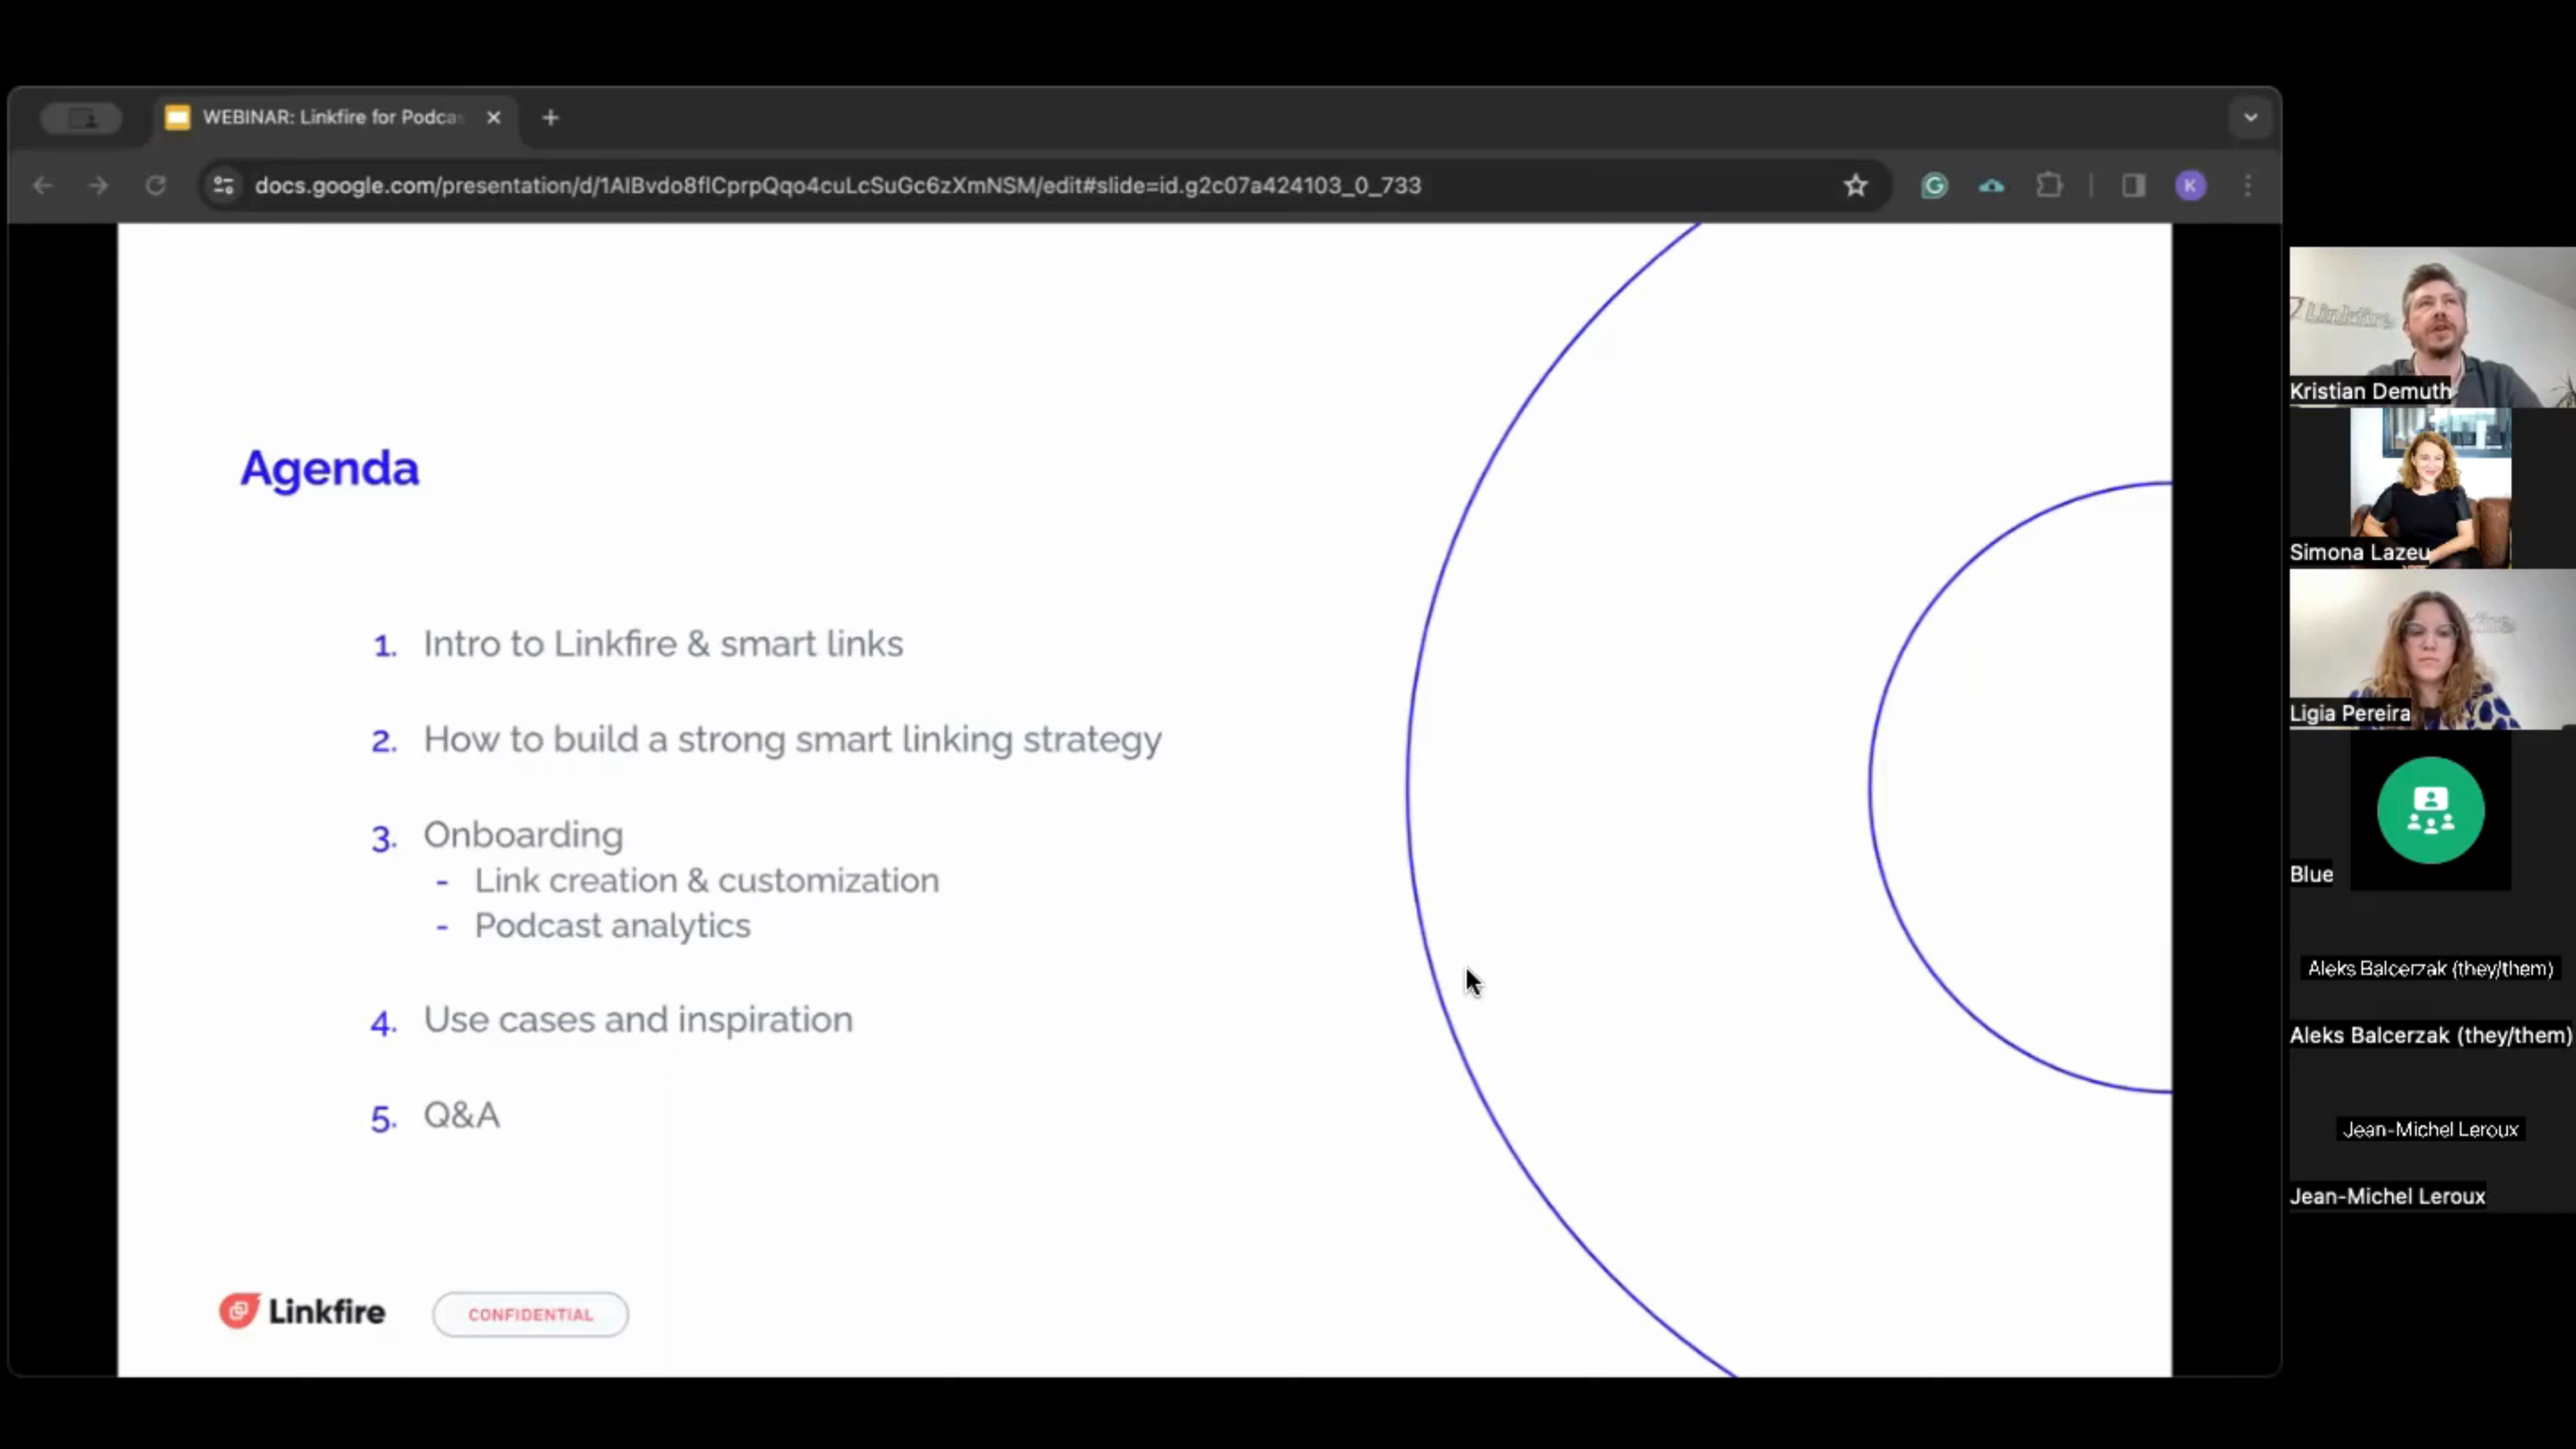 WEBINAR: Linkfire for Podca
docs.google.com/presentation/d/1AlBvdo8flCprpQqo4cuLcSuGc6zXmNSM/edit#slide=id.g2c07a424103_0_733
K
Agenda
1. Intro to Linkfire & smart links
2. How to build a strong smart linking strategy
3. Onboarding
- Link creation & customization
- Podcast analytics
4. Use cases and inspiration
5. Q&A
Linkfire
CONFIDENTIAL
Linkfire
Kristian Demuth
Simona Lazeu
Ligia Pereira
Blue
Aleks Balcerzak (they/them)
Aleks Balcerzak (they/them)
Jean-Michel Leroux
Jean-Michel Leroux